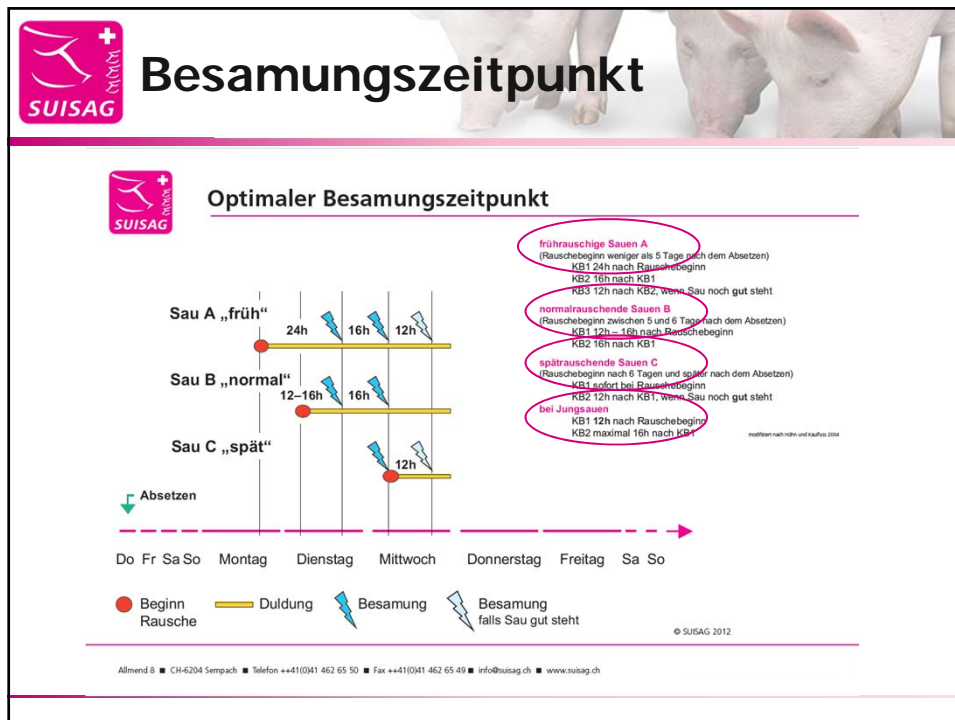 SUISAG
Besamungszeitpunkt
SUISAG
Optimaler Besamungszeitpunkt
frührauschige Sauen A
(Rauschebeginn weniger als 5 Tage nach dem Absetzen)
KB1 24h nach Rauschebeginn
KB2 16h nach KB1
KB3 12h nach KB2, wenn Sau noch gut steht
normalrauschende Sauen B
(Rauschebeginn zwischen 5 und 6 Tage nach dem Absetzen)
KB1 12h – 16h nach Rauschebeginn
KB2 16h nach KB1
spätrauschende Sauen C
(Rauschebeginn nach 6 Tagen und später nach dem Absetzen)
KB1 sofort bei Rauschebeginn
KB2 12h nach KB1, wenn Sau noch gut steht
bei Jungsauen
KB1 12h nach Rauschebeginn
KB2 maximal 16h nach KB1
modifiziert nach Hühn und Kaulfuss 2004
Sau A „früh“
24h 16h 12h
Sau B „normal“
12–16h 16h
Sau C „spät“
12h
Absetzen
Do Fr Sa So Montag Dienstag Mittwoch Donnerstag Freitag Sa So
Beginn Rausche
Duldung
Besamung
Besamung falls Sau gut steht
© SUISAG 2012
Allmend 8 ■ CH-6204 Sempach ■ Telefon ++41(0)41 462 65 50 ■ Fax ++41(0)41 462 65 49 ■ info@suisag.ch ■ www.suisag.ch